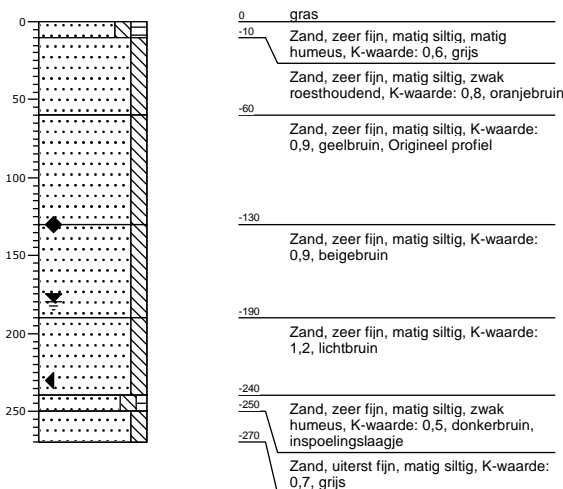 0
50
100
150
200
250
0
gras
-10
Zand, zeer fijn, matig siltig, matig
humeus, K-waarde: 0,6, grijs
Zand, zeer fijn, matig siltig, zwak
roesthoudend, K-waarde: 0,8, oranjebruin
-60
Zand, zeer fijn, matig siltig, K-waarde:
0,9, geelbruin, Origineel profiel
-130
Zand, zeer fijn, matig siltig, K-waarde:
0,9, beigebruin
-190
Zand, zeer fijn, matig siltig, K-waarde:
1,2, lichtbruin
-240
-250
Zand, zeer fijn, matig siltig, zwak
humeus, K-waarde: 0,5, donkerbruin,
inspoelingslaagje
-270
Zand, uiterst fijn, matig siltig, K-waarde:
0,7, grijs